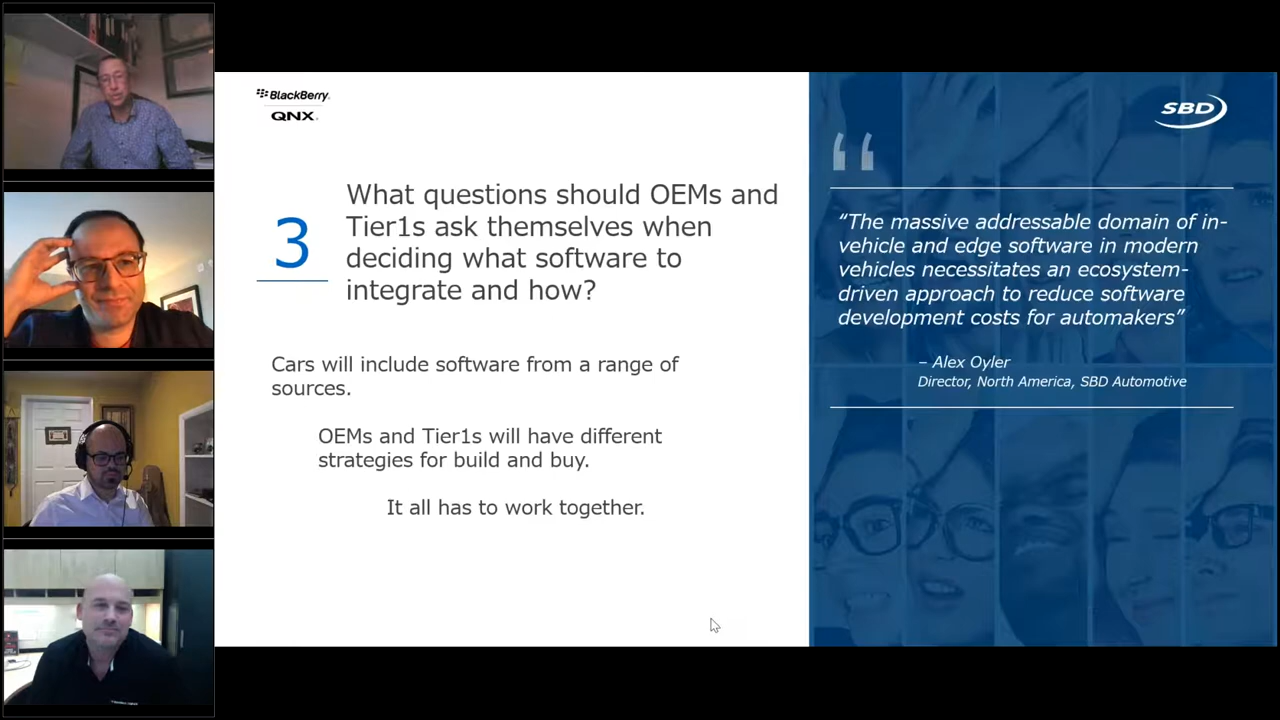 BlackBerry
QNX
3
What questions should OEMs and
Tier1s ask themselves when
deciding what software to
integrate and how?
Cars will include software from a range of
sources.
OEMs and Tier1s will have different
strategies for build and buy.
It all has to work together.
SBD
“
“The massive addressable domain of in-
vehicle and edge software in modern
vehicles necessitates an ecosystem-
driven approach to reduce software
development costs for automakers”
– Alex Oyler
Director, North America, SBD Automotive